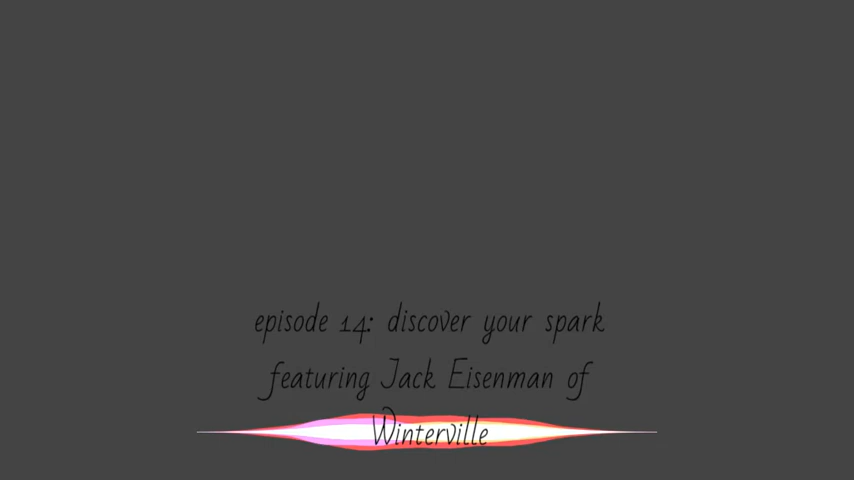 episode 14: discover your spark
featuring Jack Eisenman of
Winterville